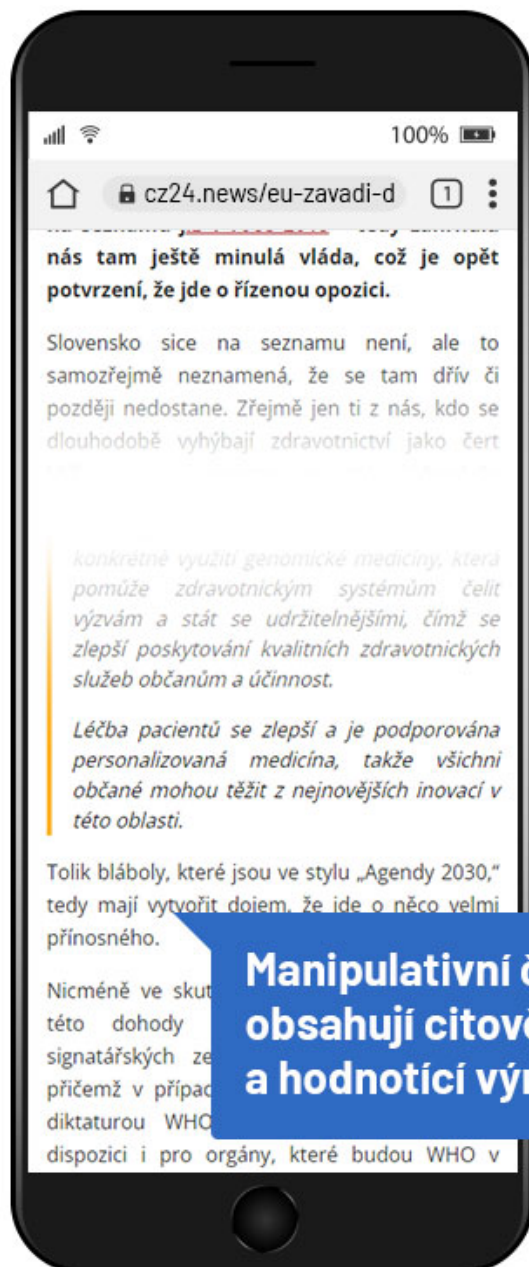 100%
cz24.news/eu-zavadi-d
1
nás tam ještě minulá vláda, což je opět
potvrzení, že jde o řízenou opozici.
Slovensko sice na seznamu není, ale to
samozřejmě neznamená, že se tam dřív či
později nedostane. Zřejmě jen ti z nás, kdo se
dlouhodobě vyhýbají zdravotnictví jako čert
konkrétné využití genomické medicíny, která
pomůže zdravotnickým systémům čelit
výzvám a stát se udržitelnějšími, čímž se
zlepší poskytování kvalitních zdravotnických
služeb občanům a účinnost.
Léčba pacientů se zlepší a je podporována
personalizovaná medicína, takže všichni
občané mohou těžit z nejnovějších inovací v
této oblasti.
Tolik bláboly, které jsou ve stylu „Agendy 2030,“
tedy mají vytvořit dojem, že jde o něco velmi
přínosného.
Nicméně ve skut
této dohody
signatářských ze
přičemž v přípac
diktaturou WHO
dispozici i pro orgány, které budou WHO v
Manipulativní č
obsahují citově
a hodnotící výr